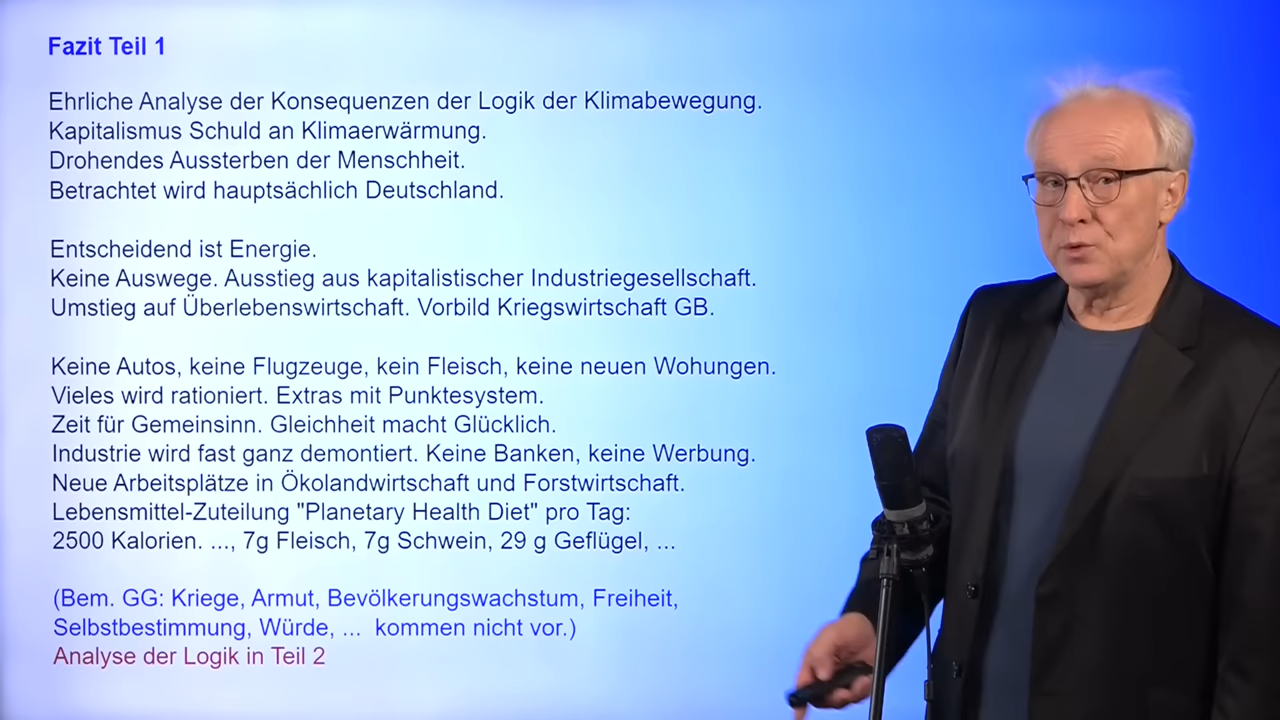 Fazit Teil 1
Ehrliche Analyse der Konsequenzen der Logik der Klimabewegung.
Kapitalismus Schuld an Klimaerwärmung.
Drohendes Aussterben der Menschheit.
Betrachtet wird hauptsächlich Deutschland.
Entscheidend ist Energie.
Keine Auswege. Ausstieg aus kapitalistischer Industriegesellschaft.
Umstieg auf Überlebenswirtschaft. Vorbild Kriegswirtschaft GB.
Keine Autos, keine Flugzeuge, kein Fleisch, keine neuen Wohungen.
Vieles wird rationiert. Extras mit Punktesystem.
Zeit für Gemeinsinn. Gleichheit macht Glücklich.
Industrie wird fast ganz demontiert. Keine Banken, keine Werbung.
Neue Arbeitsplätze in Ökolandwirtschaft und Forstwirtschaft.
Lebensmittel-Zuteilung "Planetary Health Diet" pro Tag:
2500 Kalorien. ..., 7g Fleisch, 7g Schwein, 29 g Geflügel, ...
(Bem. GG: Kriege, Armut, Bevölkerungswachstum, Freiheit,
Selbstbestimmung, Würde, ... kommen nicht vor.)
Analyse der Logik in Teil 2